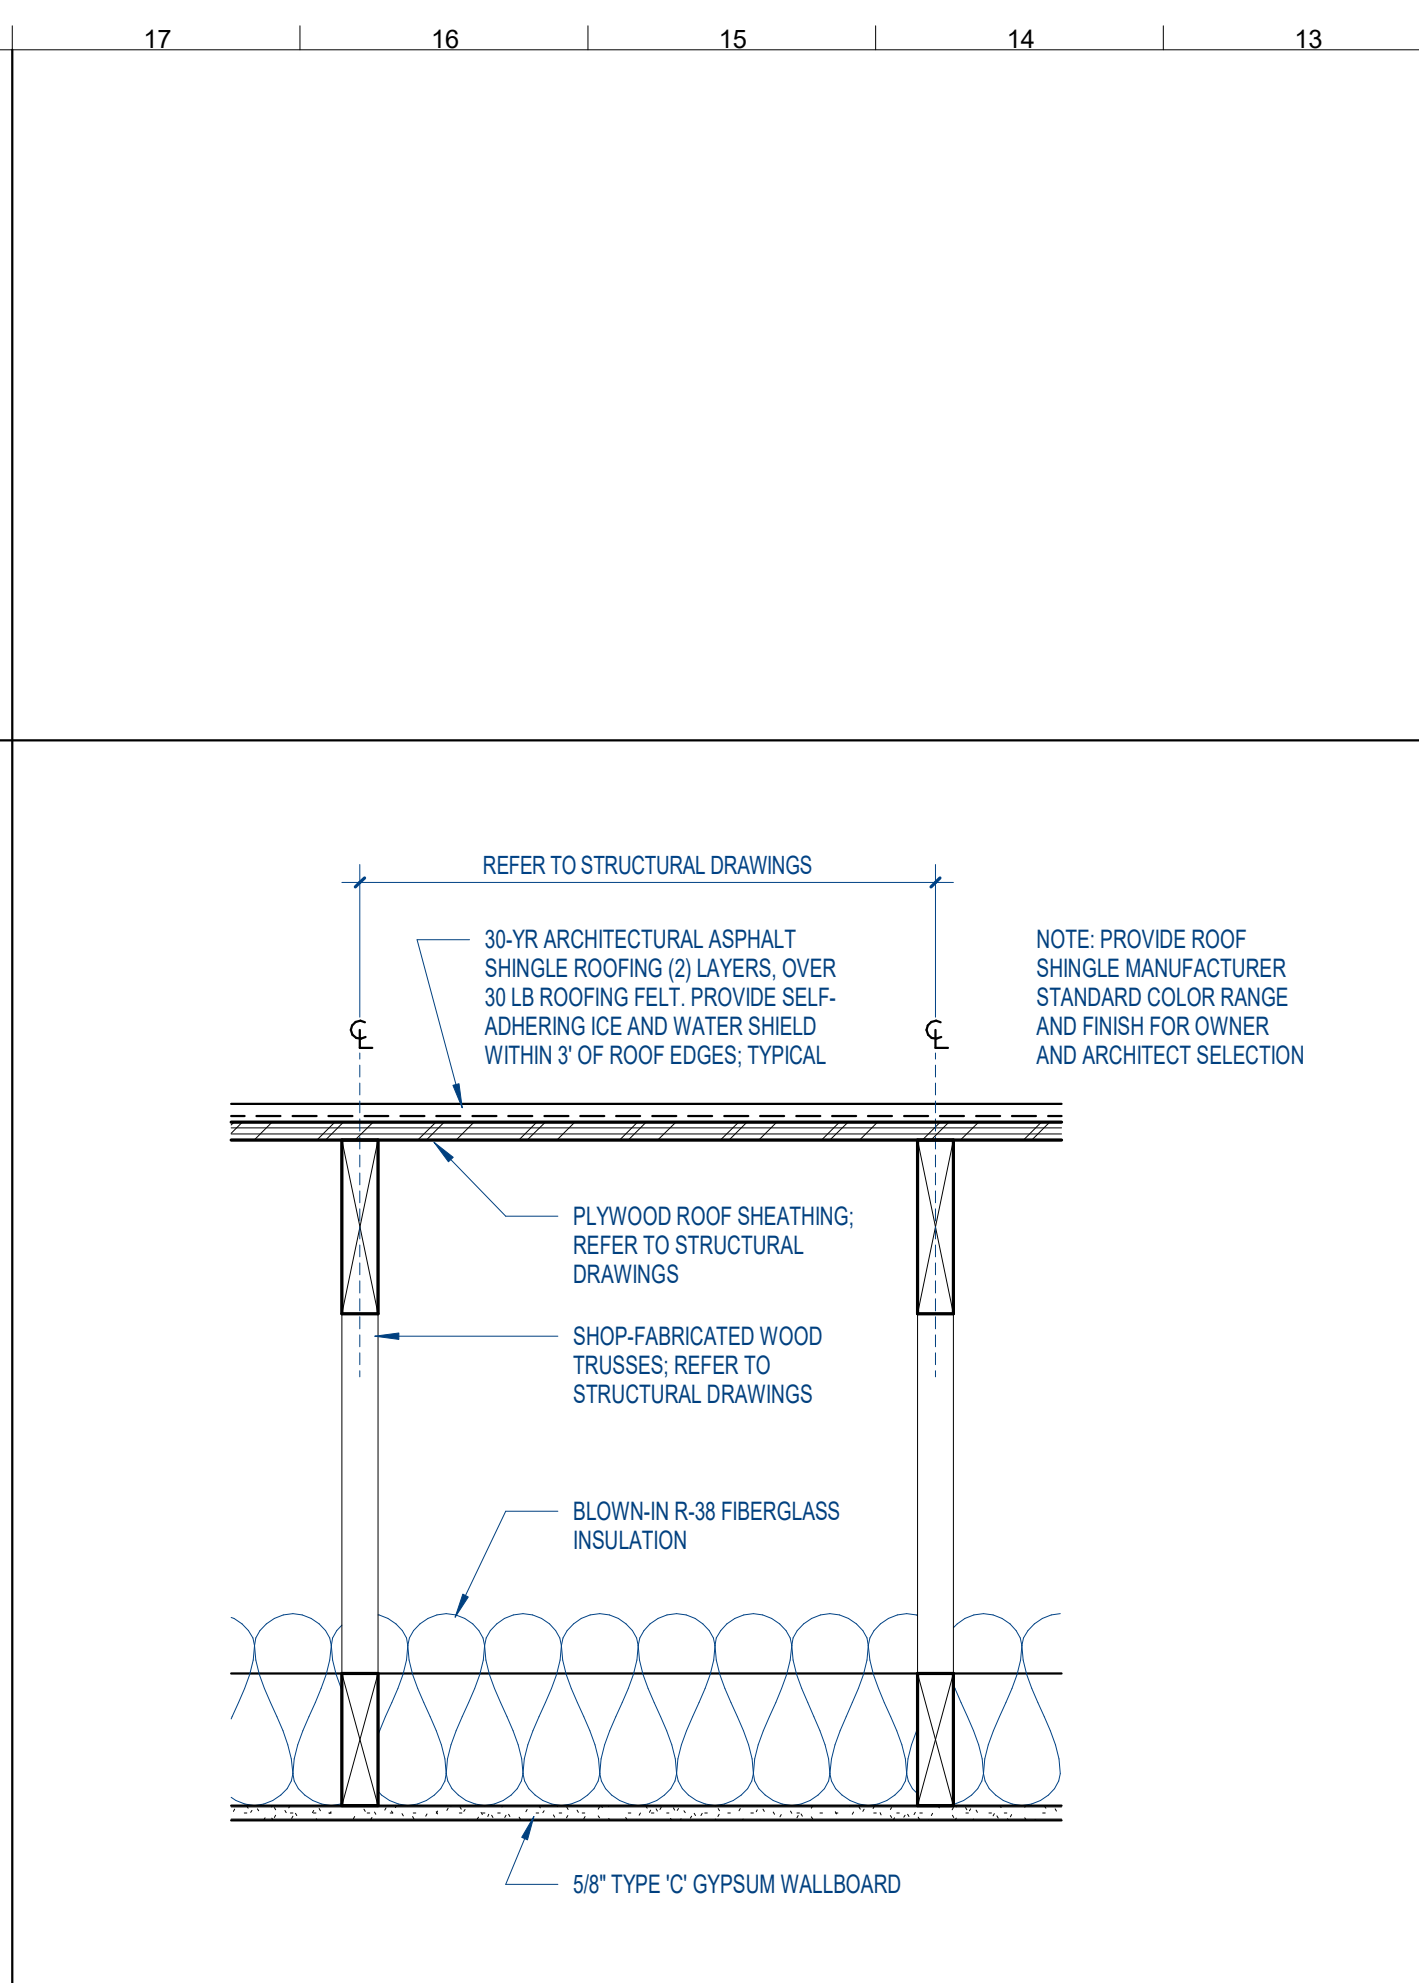 17 16 15 14 13
REFER TO STRUCTURAL DRAWINGS
30-YR ARCHITECTURAL ASPHALT
SHINGLE ROOFING (2) LAYERS, OVER
30 LB ROOFING FELT. PROVIDE SELF-
ADHERING ICE AND WATER SHIELD
WITHIN 3' OF ROOF EDGES; TYPICAL
NOTE: PROVIDE ROOF
SHINGLE MANUFACTURER
STANDARD COLOR RANGE
AND FINISH FOR OWNER
AND ARCHITECT SELECTION
℄
℄
PLYWOOD ROOF SHEATHING;
REFER TO STRUCTURAL
DRAWINGS
SHOP-FABRICATED WOOD
TRUSSES; REFER TO
STRUCTURAL DRAWINGS
BLOWN-IN R-38 FIBERGLASS
INSULATION
5/8" TYPE 'C' GYPSUM WALLBOARD